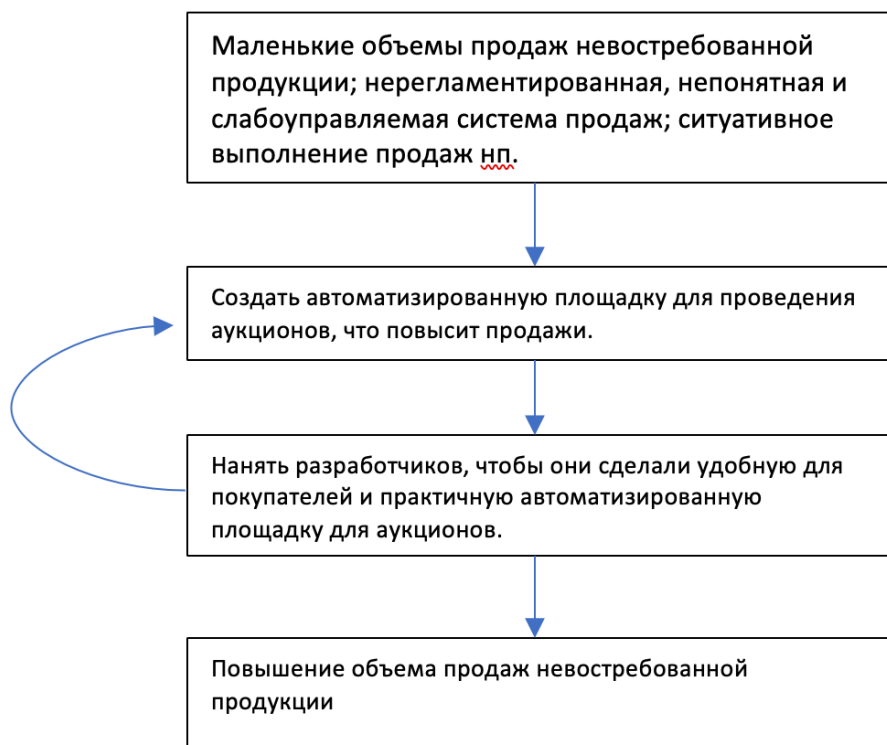 Маленькие объемы продаж невостребованной
продукции; нерегламентированная, непонятная и
слабоуправляемая система продаж; ситуативное
выполнение продаж нп.
Создать автоматизированную площадку для проведения
аукционов, что повысит продажи.
Нанять разработчиков, чтобы они сделали удобную для
покупателей и практичную автоматизированную
площадку для аукционов.
Повышение объема продаж невостребованной
продукции